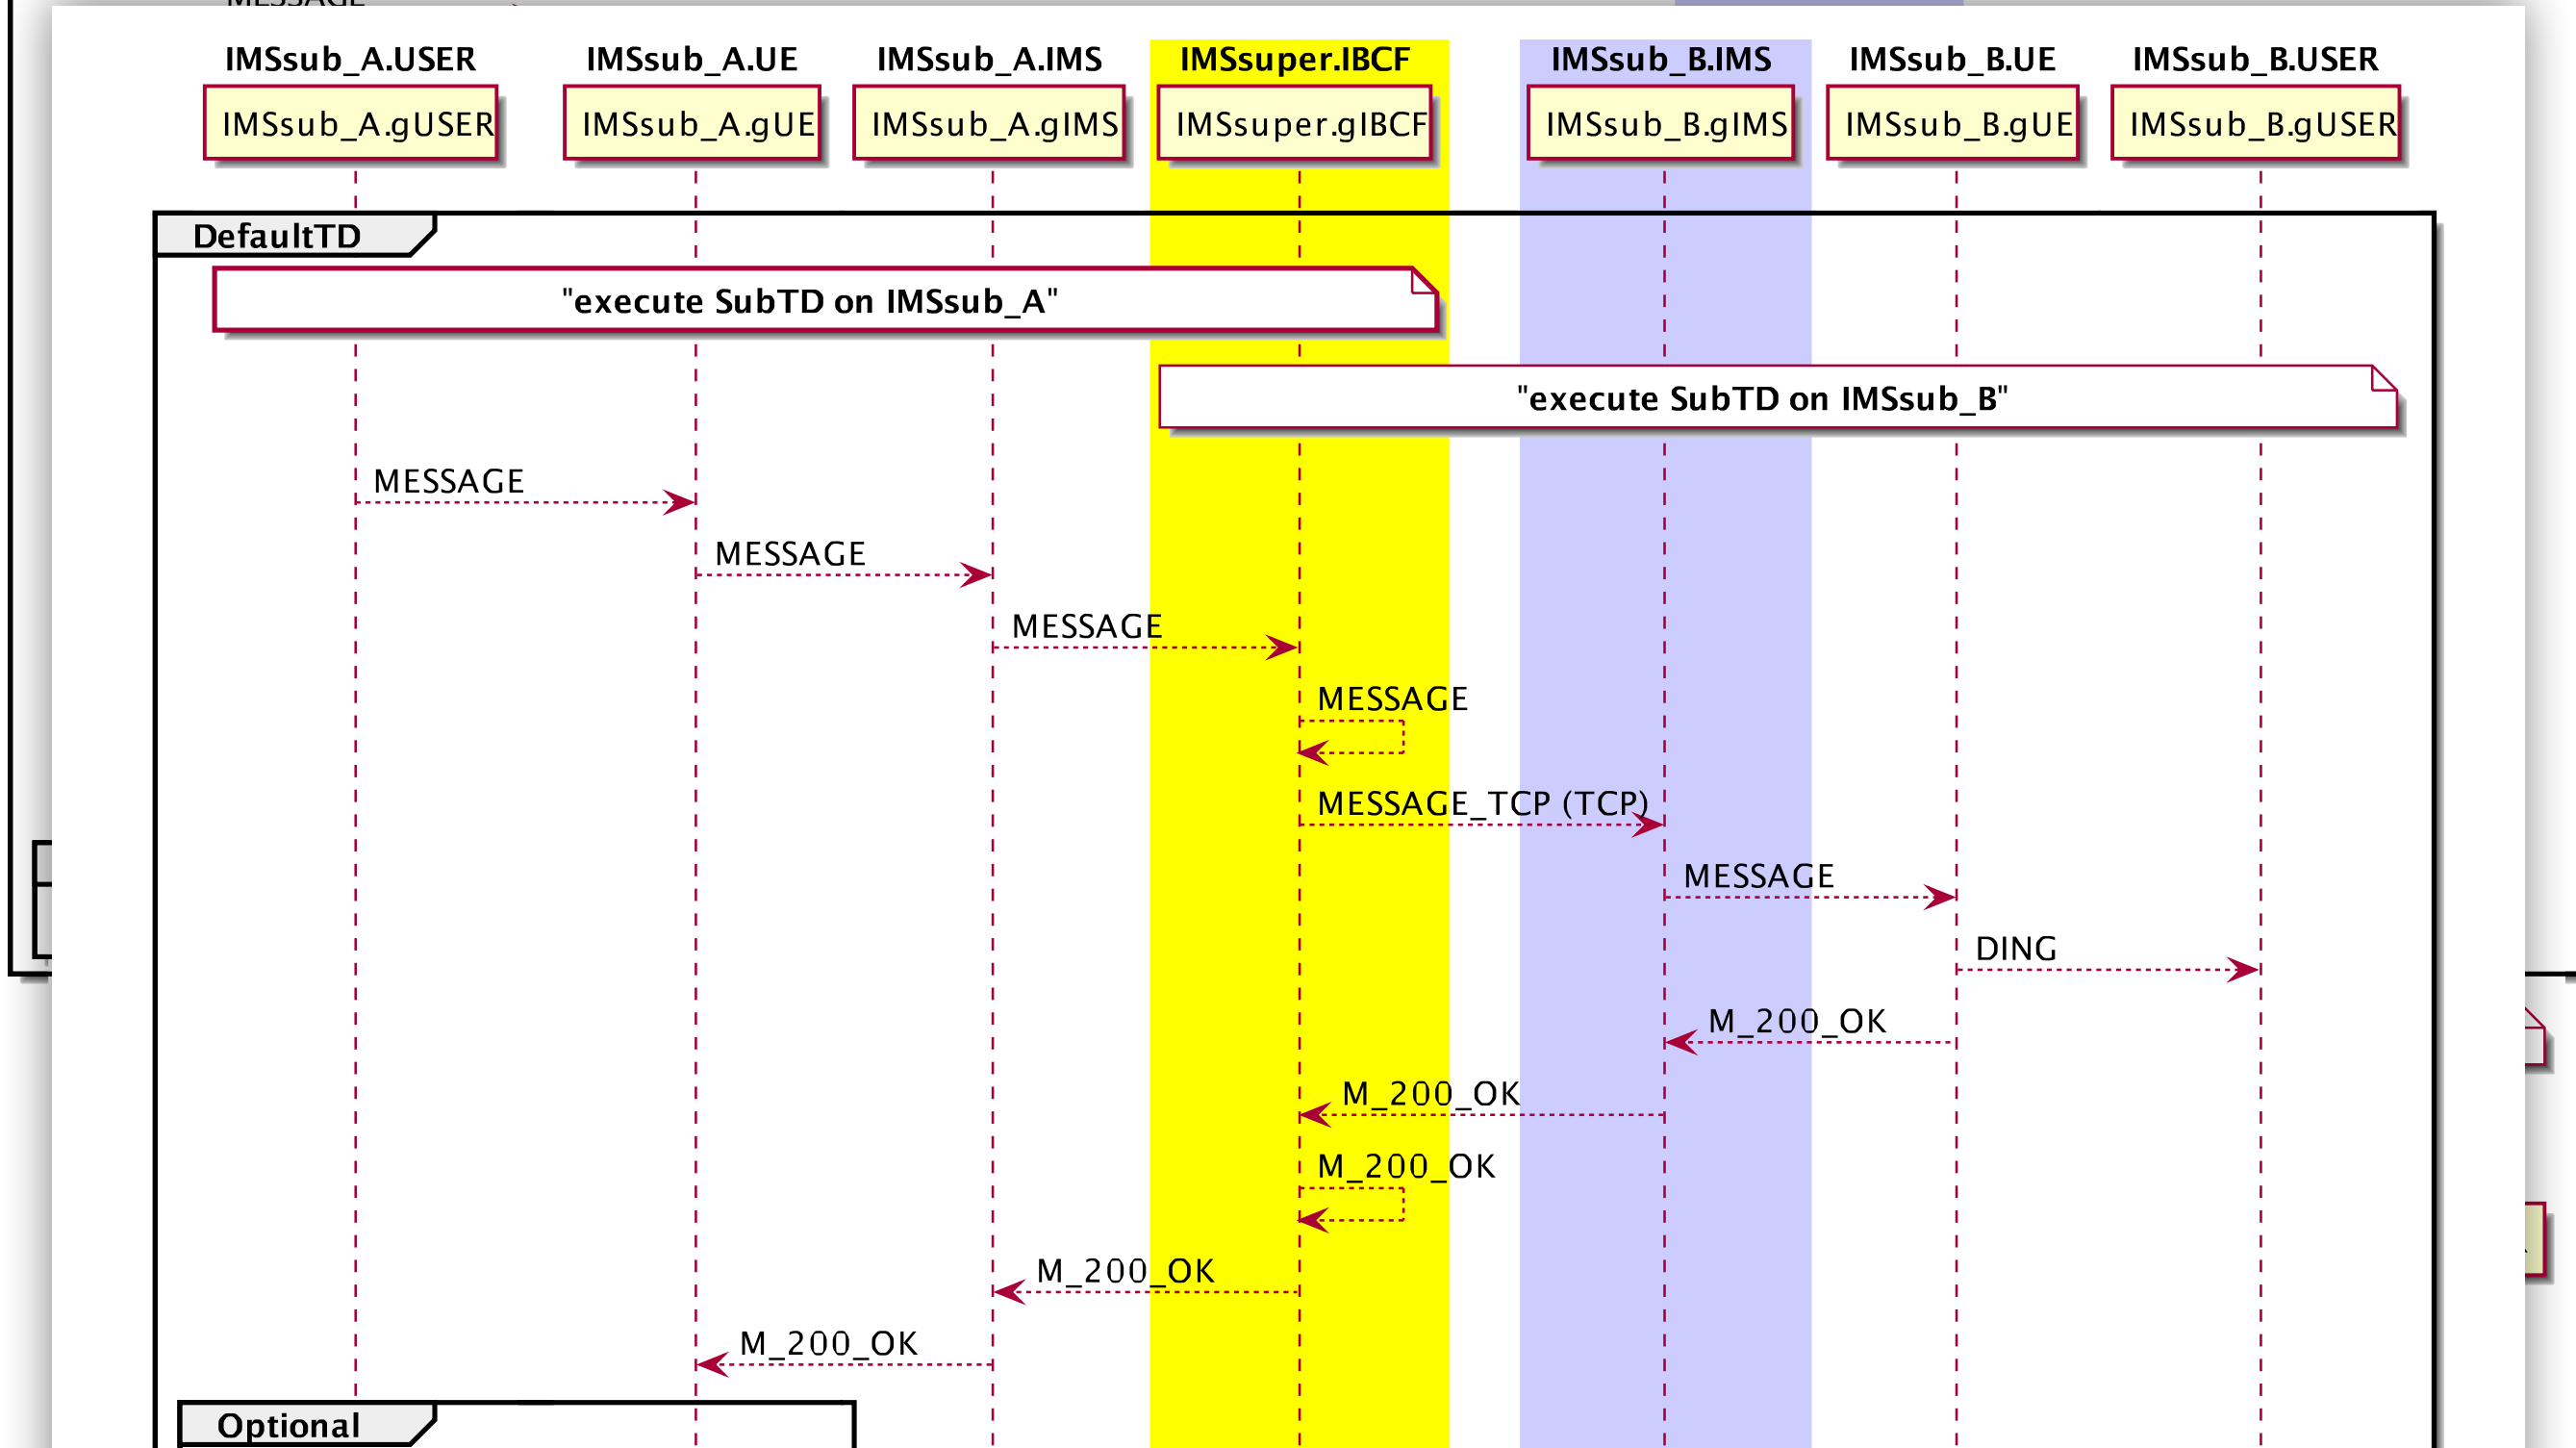 MESSAGE
IMSsub_A.USER IMSsub_A.UE IMSsub_A.IMS IMSsuper.IBCF IMSsub_B.IMS IMSsub_B.UE IMSsub_B.USER
IMSsub_A.gUSER IMSsub_A.gUE IMSsub_A.gIMS IMSsuper.gIBCF IMSsub_B.gIMS IMSsub_B.gUE IMSsub_B.gUSER
DefaultTD
"execute SubTD on IMSsub_A"
"execute SubTD on IMSsub_B"
MESSAGE
MESSAGE
MESSAGE
MESSAGE
MESSAGE_TCP (TCP)
MESSAGE
DING
M_200_OK
M_200_OK
M_200_OK
M_200_OK
M_200_OK
Optional